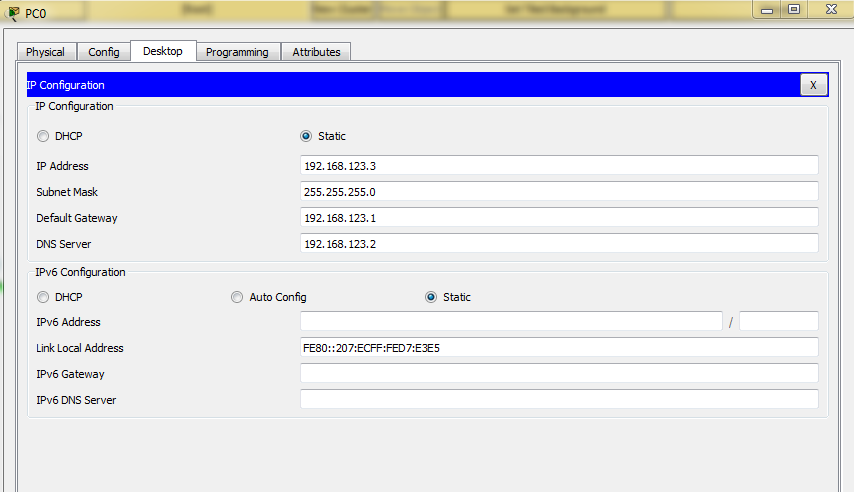 PC0
Physical Config Desktop Programming Attributes
IP Configuration X
IP Configuration
DHCP Static
IP Address 192.168.123.3
Subnet Mask 255.255.255.0
Default Gateway 192.168.123.1
DNS Server 192.168.123.2
IPv6 Configuration
DHCP Auto Config Static
IPv6 Address /
Link Local Address FE80::207:ECFF:FED7:E3E5
IPv6 Gateway
IPv6 DNS Server